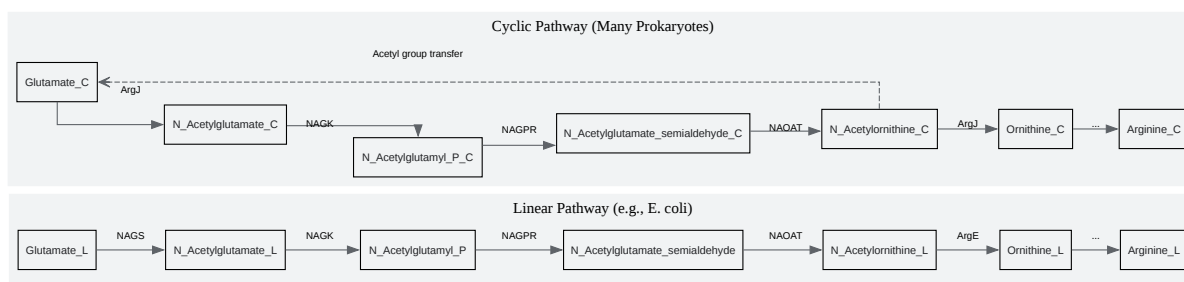 Cyclic Pathway (Many Prokaryotes)
Acetyl group transfer
Glutamate_C
ArgJ
N_Acetylglutamate_C
NAGK
N_Acetylglutamyl_P_C
NAGPR
N_Acetylglutamate_semialdehyde_C
NAOAT
N_Acetylornithine_C
ArgJ
Ornithine_C
...
Arginine_C
Linear Pathway (e.g., E. coli)
Glutamate_L
NAGS
N_Acetylglutamate_L
NAGK
N_Acetylglutamyl_P
NAGPR
N_Acetylglutamate_semialdehyde
NAOAT
N_Acetylornithine_L
ArgE
Ornithine_L
...
Arginine_L